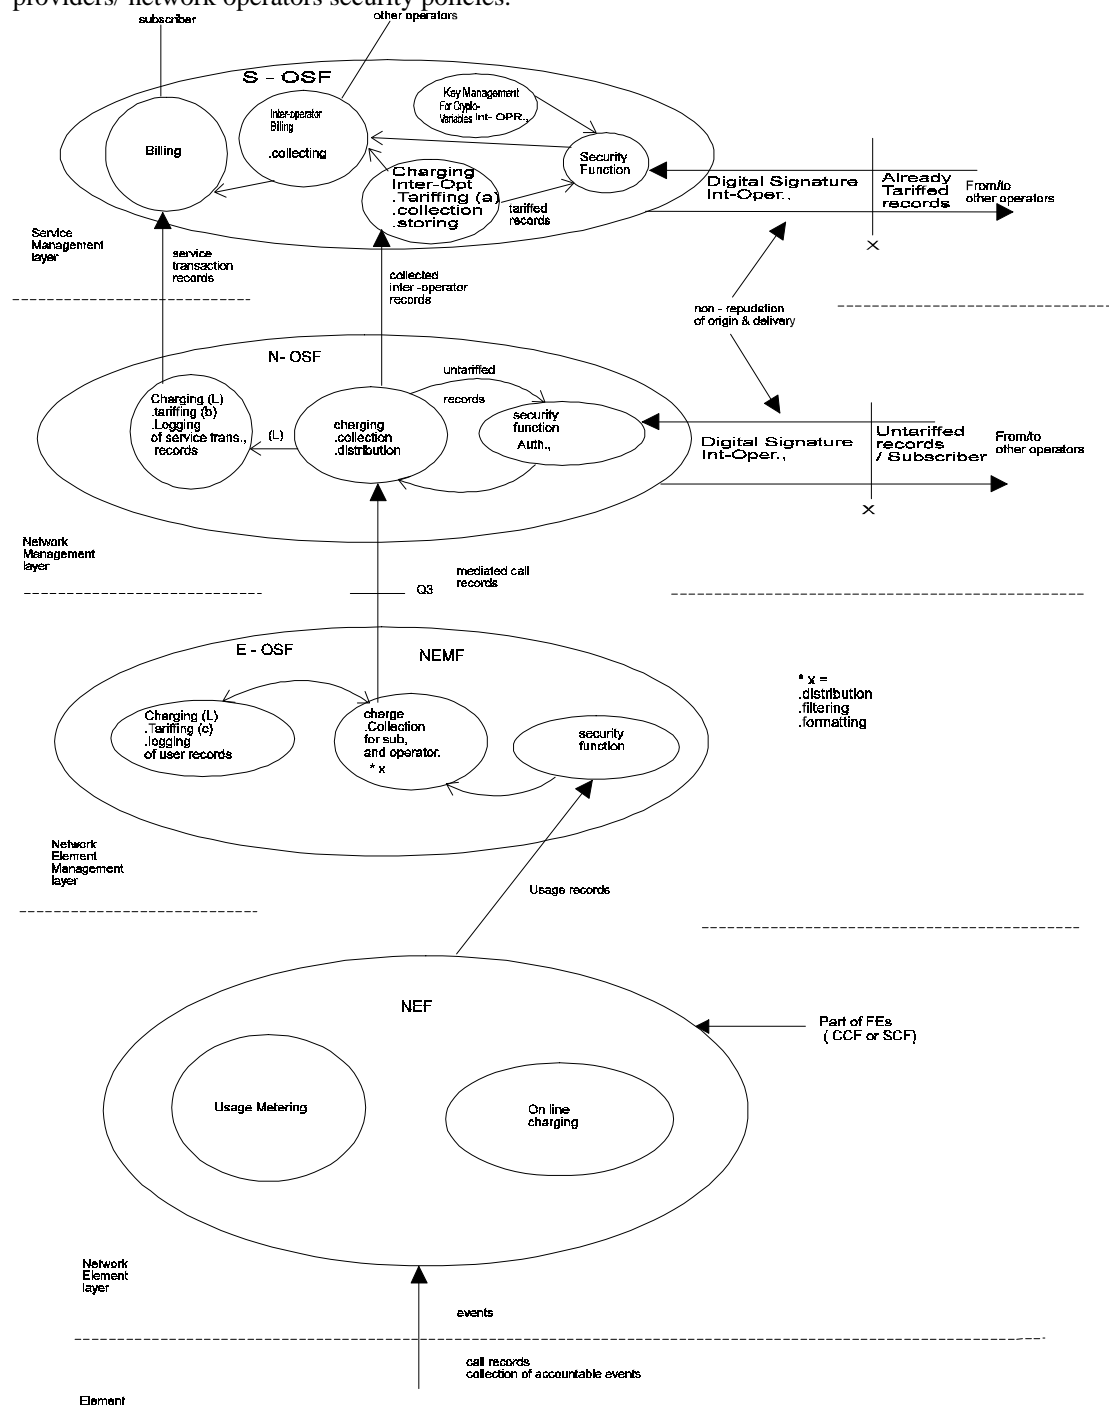 providers/ network operators security policies.
subscriber
other operators
S - OSF
Key Management
For Crypto-
Variables Int- OPR.,
Inter-operator
Billing
.collecting
Billing
Security
Function
Charging
Inter-Opt
.Tariffing (a)
.collection
.storing
tariffed
records
Digital Signature
Int-Oper.,
Already
Tariffed
records
From/to
other operators
X
Service
Management
layer
service
transaction
records
collected
inter -operator
records
non - repudation
of origin & delivery
N- OSF
untariffed
records
Charging (L)
.tariffing (b)
.Logging
of service trans.,
records
(L)
charging
.collection
.distribution
security
function
Auth.,
Digital Signature
Int-Oper.,
Untariffed
records
/ Subscriber
From/to
other operators
X
Network
Management
layer
mediated call
records
Q3
E - OSF
NEMF
* x =
.distribution
.filtering
.formatting
Charging (L)
.Tariffing (c)
.logging
of user records
charge
.Collection
for sub,
and operator.
* x
security
function
Network
Element
Management
layer
Usage records
NEF
Part of FEs
( CCF or SCF)
Usage Metering
On line
charging
Network
Element
layer
events
call records
collection of accountable events
Element